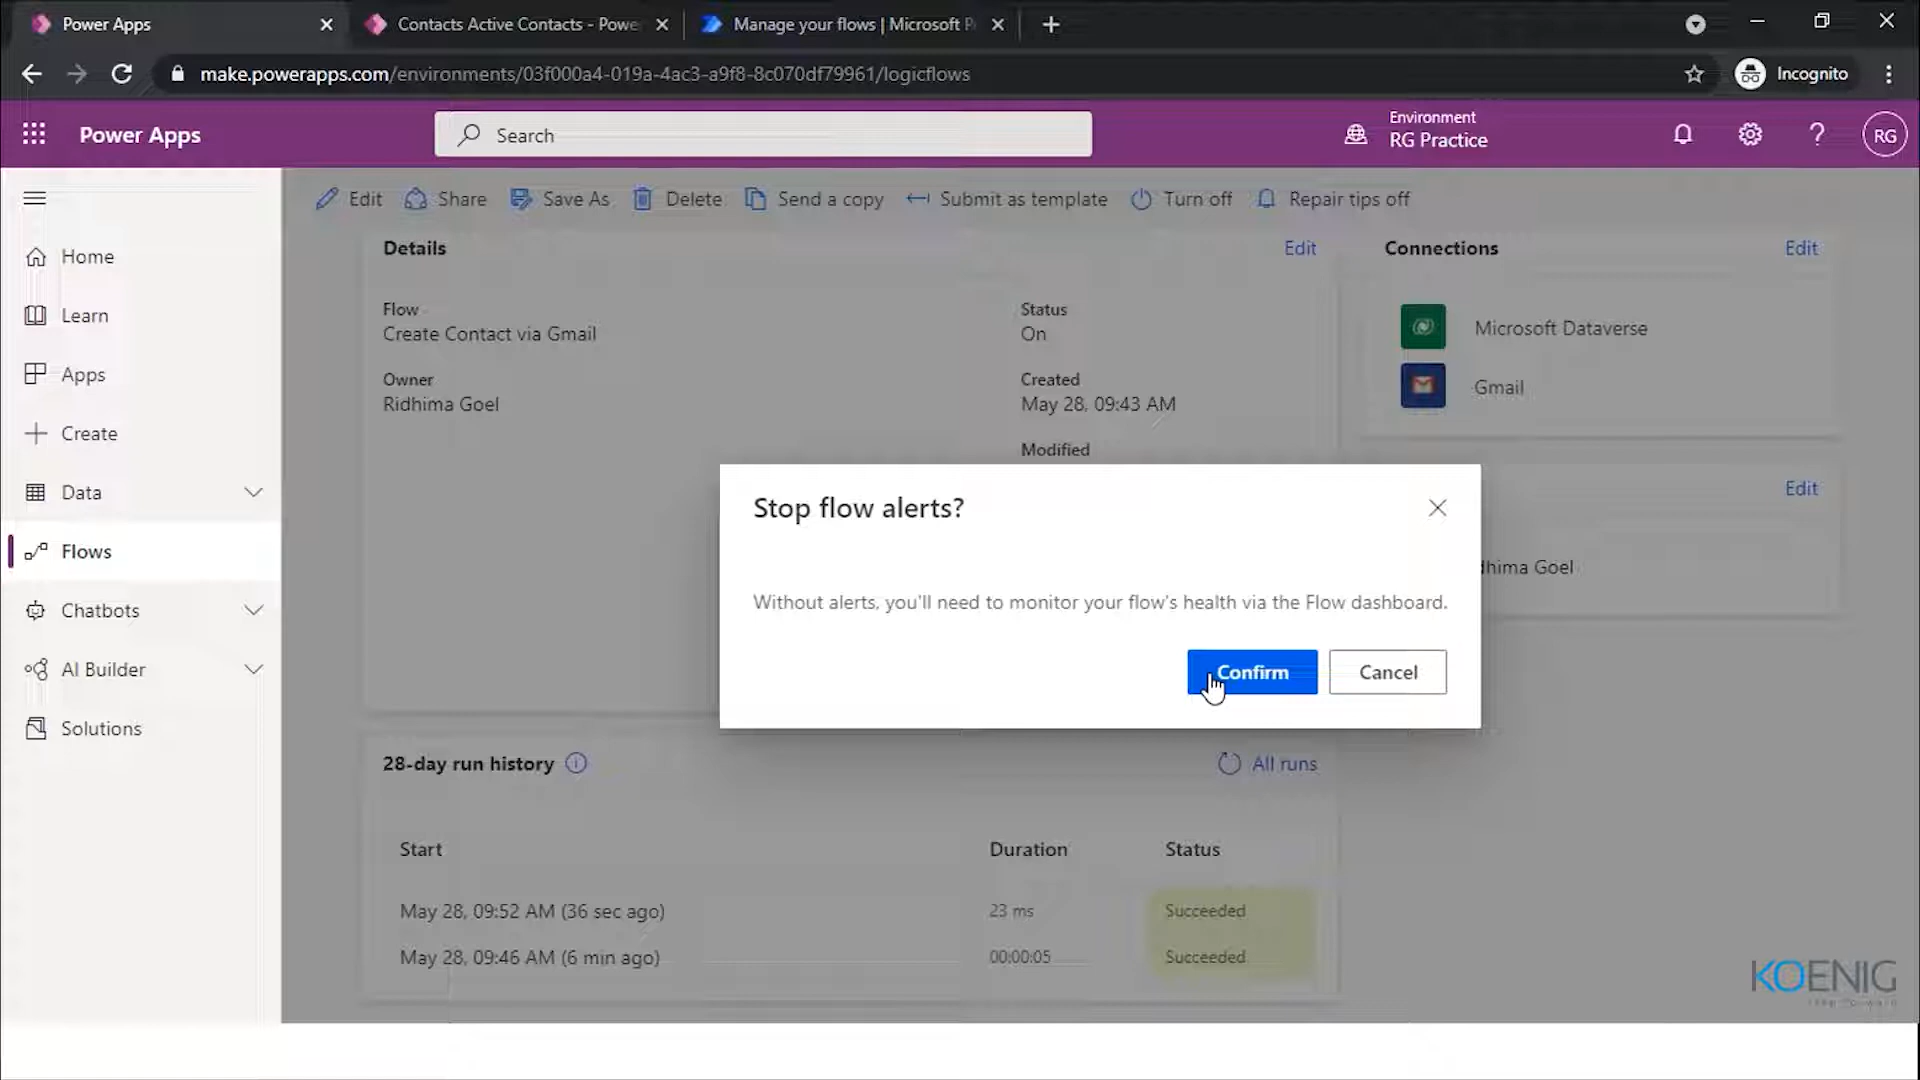 Power Apps
Contacts Active Contacts - Powe
Manage your flows | Microsoft P
make.powerapps.com/environments/03f000a4-019a-4ac3-a9f8-8c070df79961/logicflows
Incognito
Power Apps
Search
Environment
RG Practice
RG
Edit
Share
Save As
Delete
Send a copy
Submit as template
Turn off
Repair tips off
Home
Learn
Apps
Create
Data
Flows
Chatbots
AI Builder
Solutions
Details
Edit
Flow
Create Contact via Gmail
Status
On
Owner
Ridhima Goel
Created
May 28, 09:43 AM
Modified
Connections
Edit
Microsoft Dataverse
Gmail
Edit
dhima Goel
Stop flow alerts?
Without alerts, you'll need to monitor your flow's health via the Flow dashboard.
Confirm
Cancel
28-day run history
All runs
Start
Duration
Status
May 28, 09:52 AM (36 sec ago)
23 ms
Succeeded
May 28, 09:46 AM (6 min ago)
00:00:05
Succeeded
KOENIG